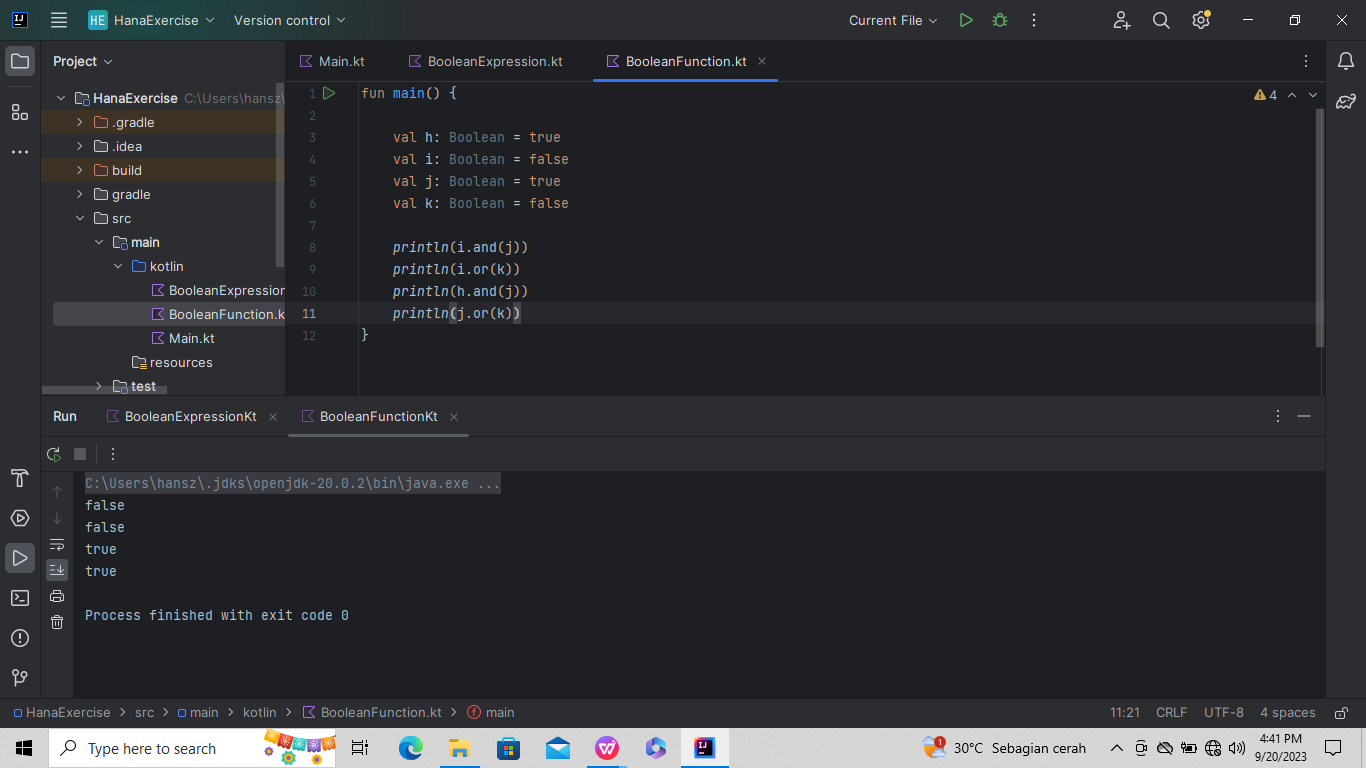 HE HanaExercise Version control Current File
Project
Main.kt BooleanExpression.kt BooleanFunction.kt
HanaExercise C:\Users\hansz\
.gradle
.idea
build
gradle
src
main
kotlin
BooleanExpression
BooleanFunction.k
Main.kt
resources
test
1 fun main() {
2
3 val h: Boolean = true
4 val i: Boolean = false
5 val j: Boolean = true
6 val k: Boolean = false
7
8 println(i.and(j))
9 println(i.or(k))
10 println(h.and(j))
11 println(j.or(k))
12 }
4
Run BooleanExpressionKt BooleanFunctionKt
C:\Users\hansz\.jdks\openjdk-20.0.2\bin\java.exe ...
false
false
true
true
Process finished with exit code 0
HanaExercise > src > main > kotlin > BooleanFunction.kt > main 11:21 CRLF UTF-8 4 spaces
Type here to search 1 30°C Sebagian cerah 4:41 PM
9/20/2023